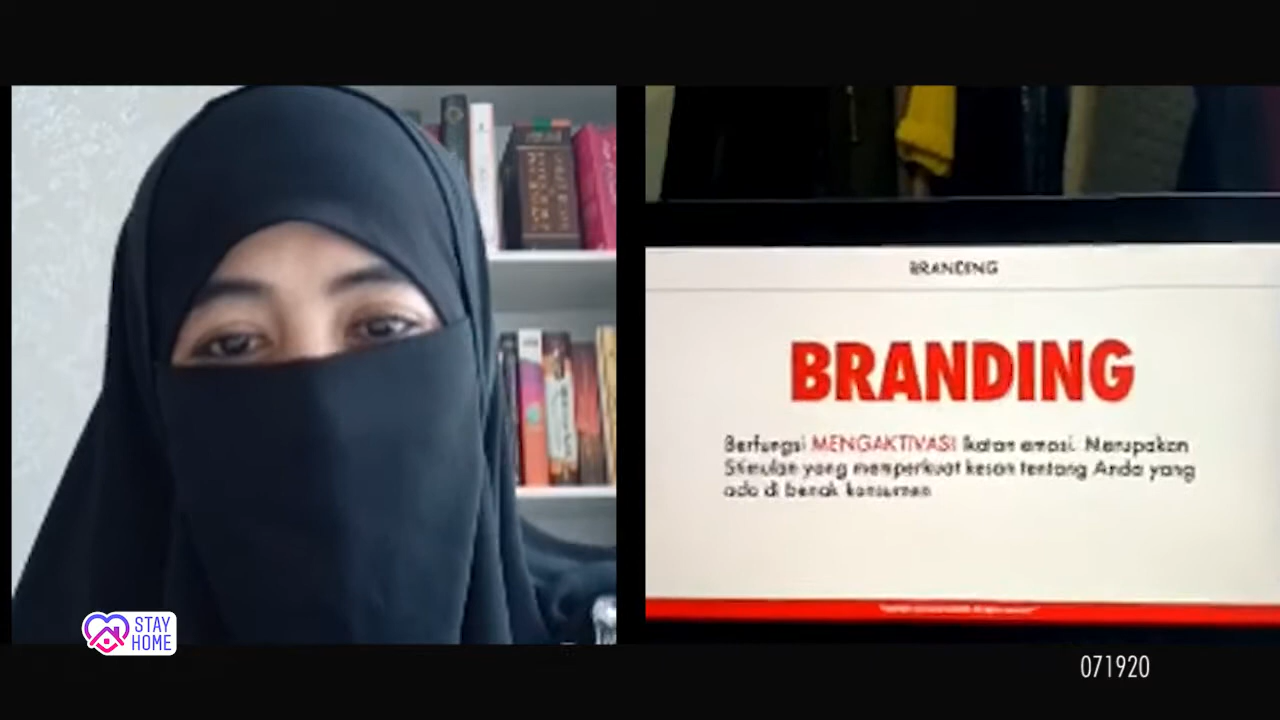 BRANDING
BRANDING
Berfungsi MENGAKTIVASI Ikatan emosi. Merupakan
Stimulan yang memperkuat kesan tentang Anda yang
ada di benak konsumen
STAY
HOME
071920